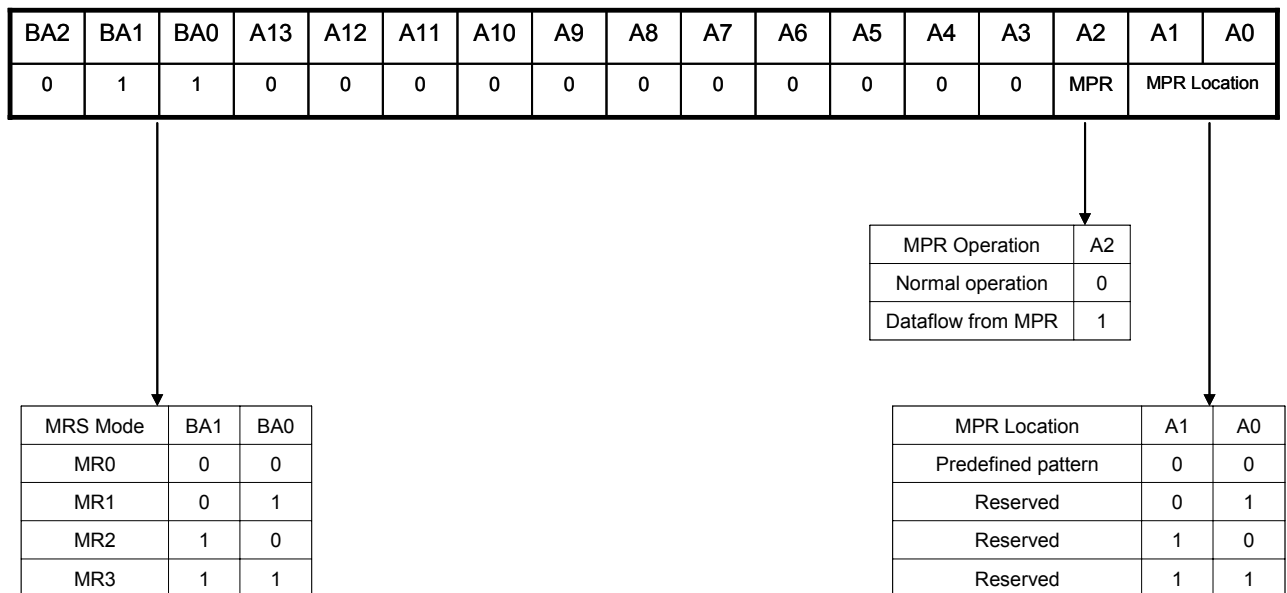 BA2 BA1 BA0 A13 A12 A11 A10 A9 A8 A7 A6 A5 A4 A3 A2 A1 A0
0 1 1 0 0 0 0 0 0 0 0 0 0 0 MPR MPR Location
MPR Operation A2
Normal operation 0
Dataflow from MPR 1
MRS Mode BA1 BA0
MR0 0 0
MR1 0 1
MR2 1 0
MR3 1 1
MPR Location A1 A0
Predefined pattern 0 0
Reserved 0 1
Reserved 1 0
Reserved 1 1